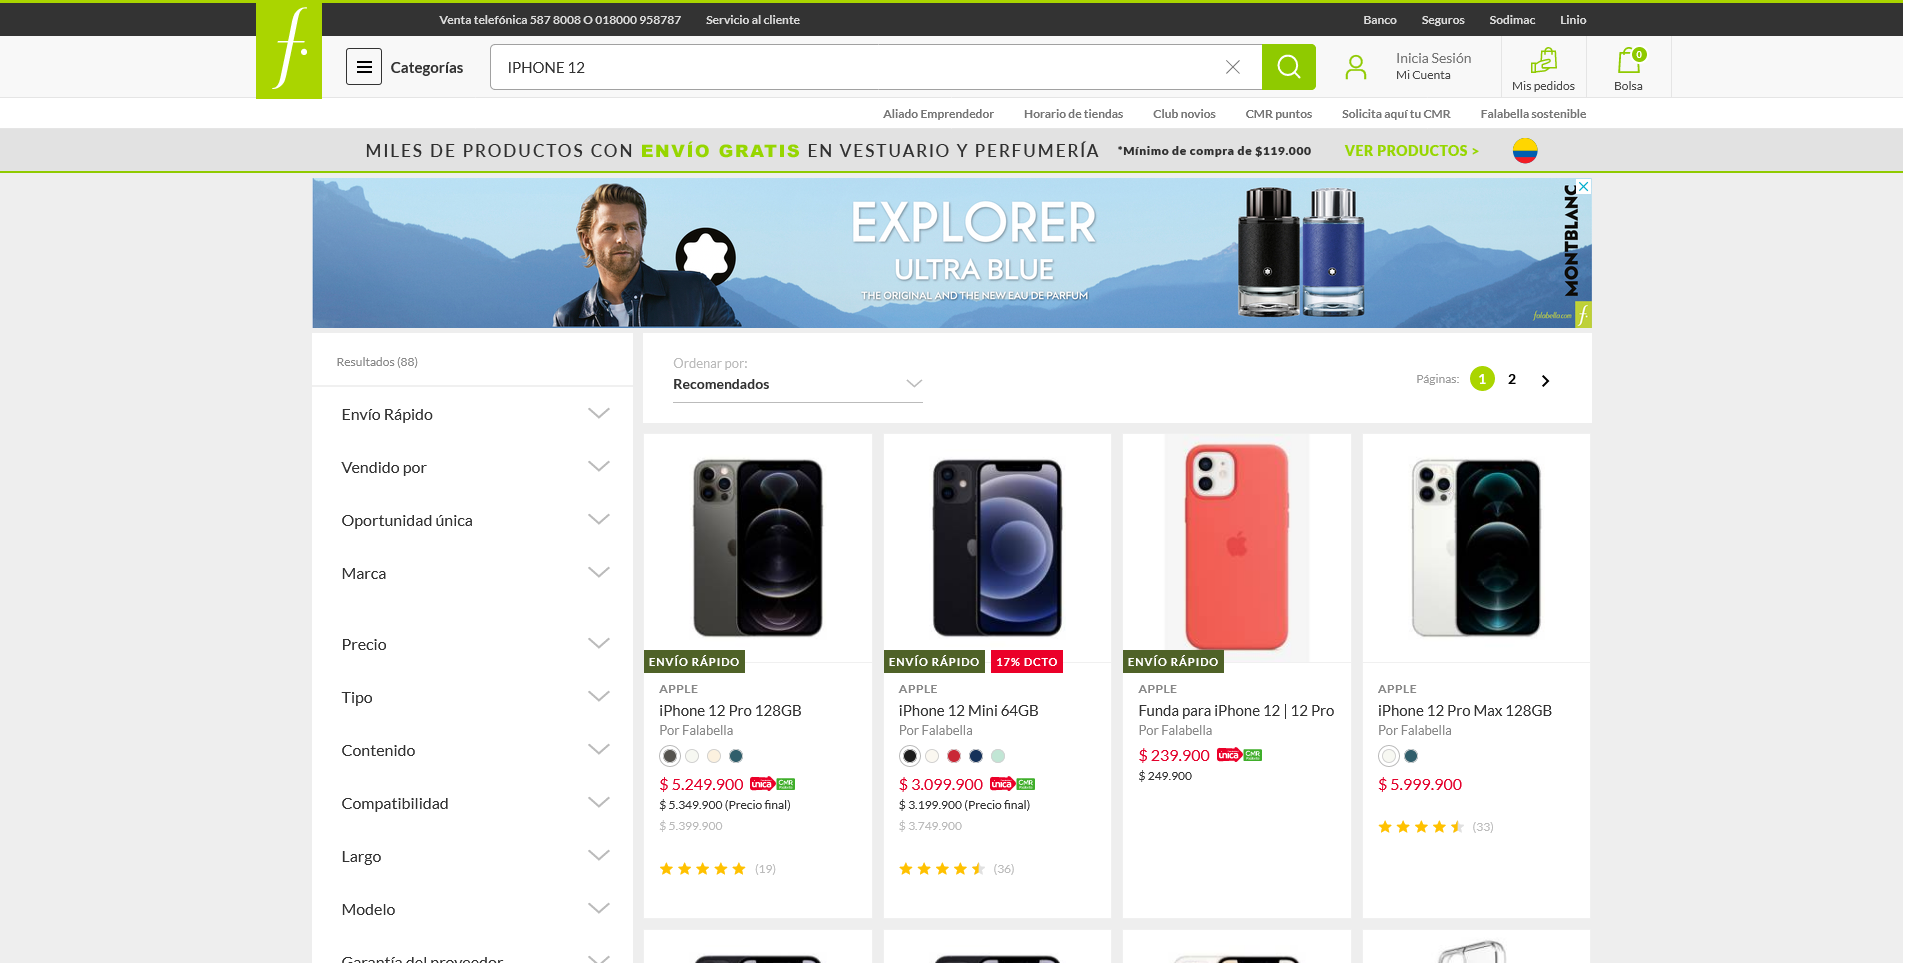 Venta telefónica 587 8008 O 018000 958787 Servicio al cliente Banco Seguros Sodimac Linio
f.
Categorías IPHONE 12 Inicia Sesión
Mi Cuenta
Mis pedidos
0
Bolsa
Aliado Emprendedor Horario de tiendas Club novios CMR puntos Solicita aquí tu CMR Falabella sostenible
MILES DE PRODUCTOS CON ENVÍO GRATIS EN VESTUARIO Y PERFUMERÍA *Mínimo de compra de $119.000 VER PRODUCTOS >
EXPLORER
ULTRA BLUE
THE ORIGINAL AND THE NEW EAU DE PARFUM
MONTBLANC
falabella.com f.
Resultados (88)
Ordenar por:
Recomendados
Páginas: 1 2
Envío Rápido
Vendido por
Oportunidad única
Marca
Precio
Tipo
Contenido
Compatibilidad
Largo
Modelo
Garantía del proveedor
ENVÍO RÁPIDO
APPLE
iPhone 12 Pro 128GB
Por Falabella
$ 5.249.900 única CMR
$ 5.349.900 (Precio final)
$ 5.399.900
(19)
ENVÍO RÁPIDO 17% DCTO
APPLE
iPhone 12 Mini 64GB
Por Falabella
$ 3.099.900 única CMR
$ 3.199.900 (Precio final)
$ 3.749.900
(36)
ENVÍO RÁPIDO
APPLE
Funda para iPhone 12 | 12 Pro
Por Falabella
$ 239.900 única CMR
$ 249.900
APPLE
iPhone 12 Pro Max 128GB
Por Falabella
$ 5.999.900
(33)